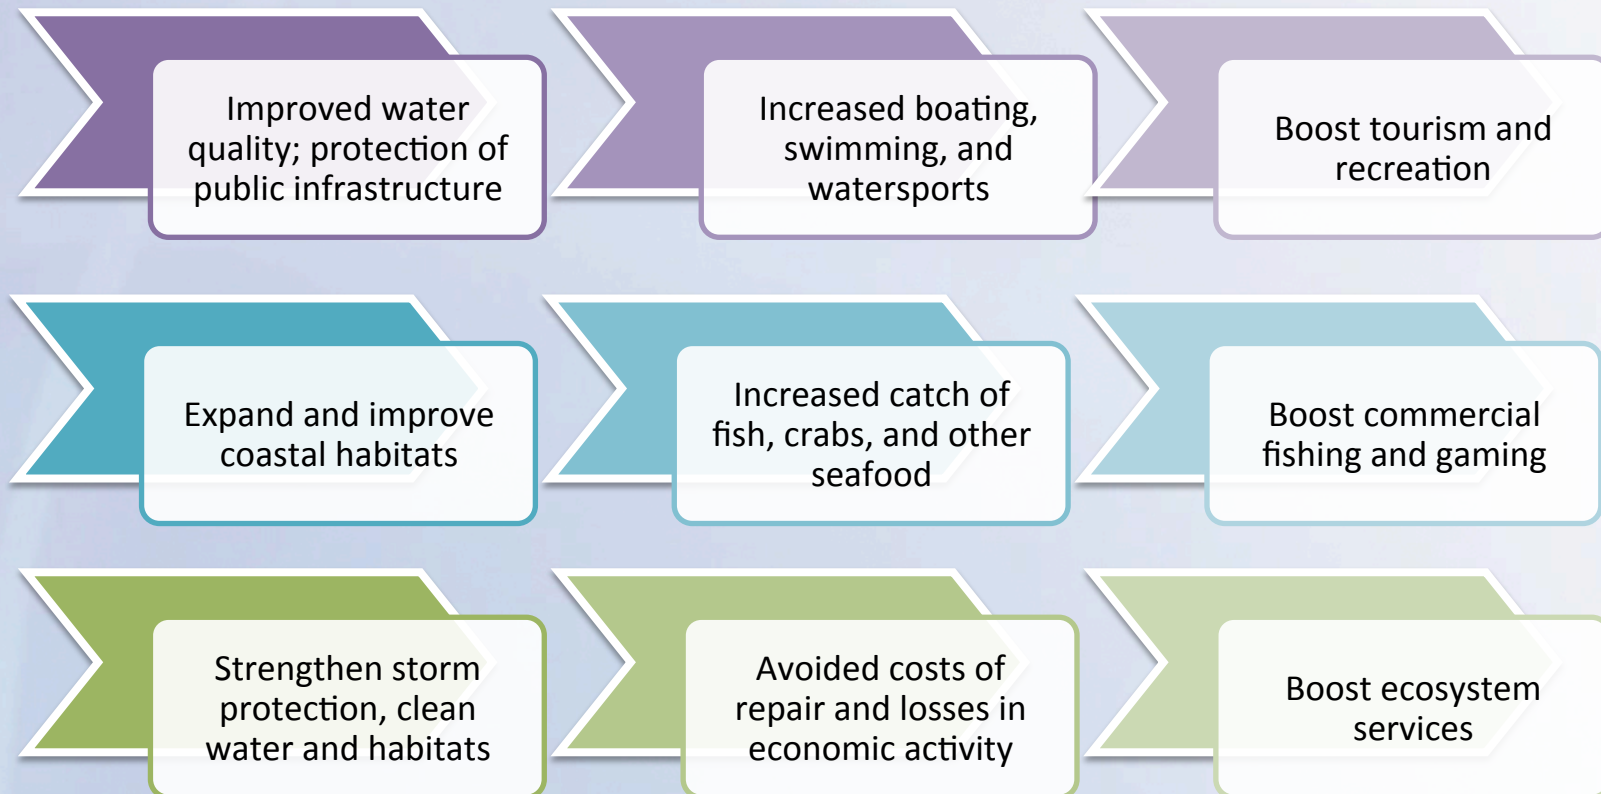 Improved water
quality; protection of
public infrastructure
Increased boating,
swimming, and
watersports
Boost tourism and
recreation
Expand and improve
coastal habitats
Increased catch of
fish, crabs, and other
seafood
Boost commercial
fishing and gaming
Strengthen storm
protection, clean
water and habitats
Avoided costs of
repair and losses in
economic activity
Boost ecosystem
services